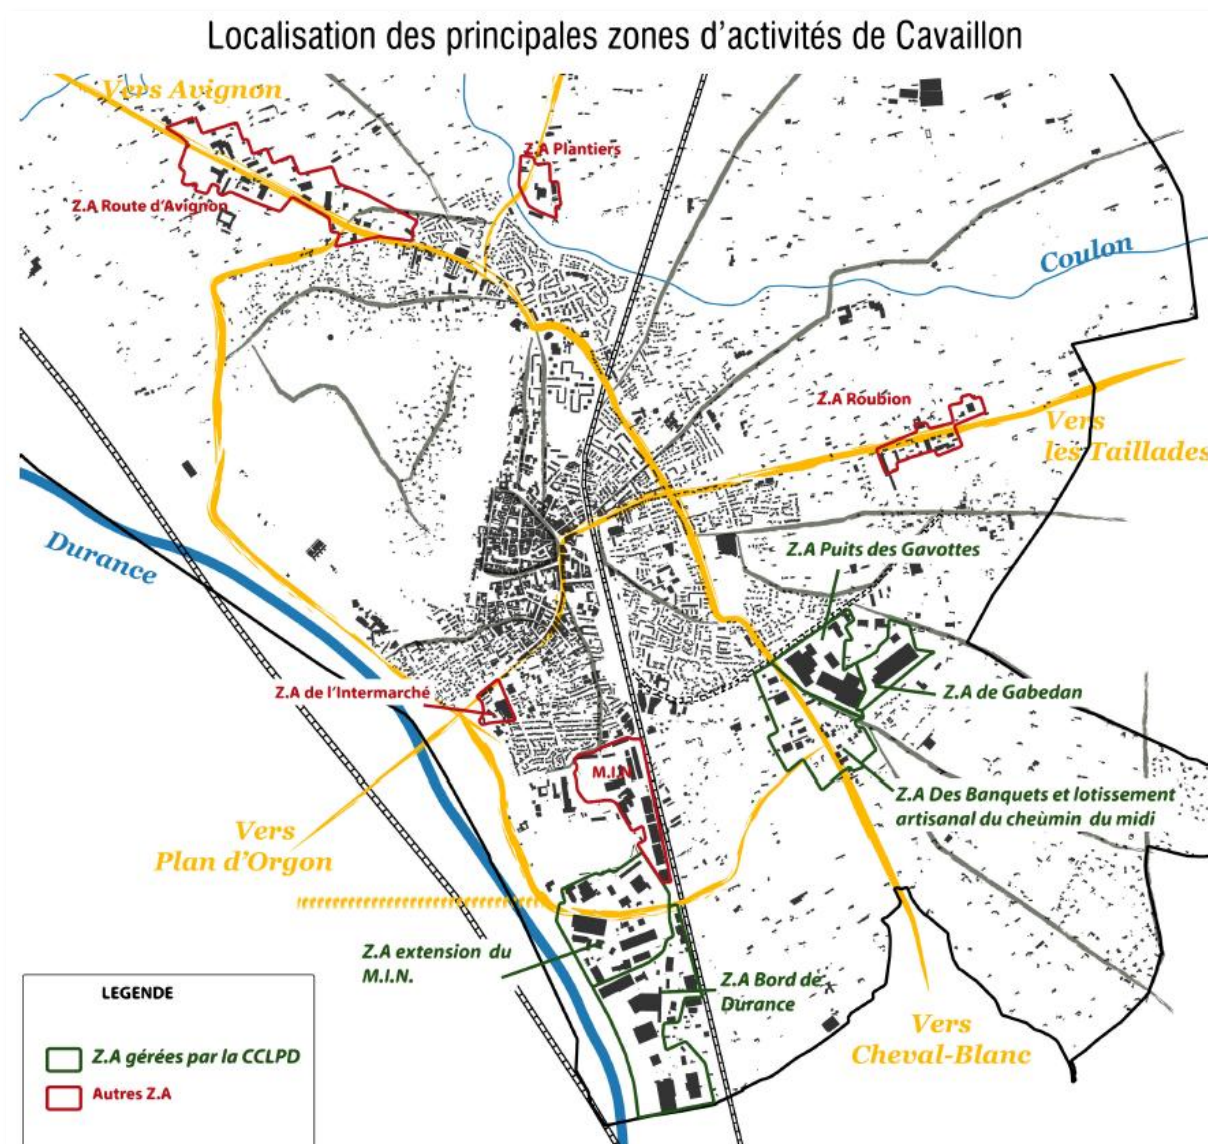 Localisation des principales zones d'activités de Cavaillon
Vers Avignon
Z.A Plantiers
Z.A Route d'Avignon
Coulon
Z.A Roubion
Vers
les Taillades
Durance
Z.A Puits des Gavottes
Z.A de l'Intermarché
Z.A de Gabedan
M.I.N.
Z.A Des Banquets et lotissement
artisanal du cheùmin du midi
Vers
Plan d'Orgon
Z.A extension du
M.I.N.
Z.A Bord de
Durance
Vers
Cheval-Blanc
LEGENDE
Z.A gérées par la CCLPD
Autres Z.A